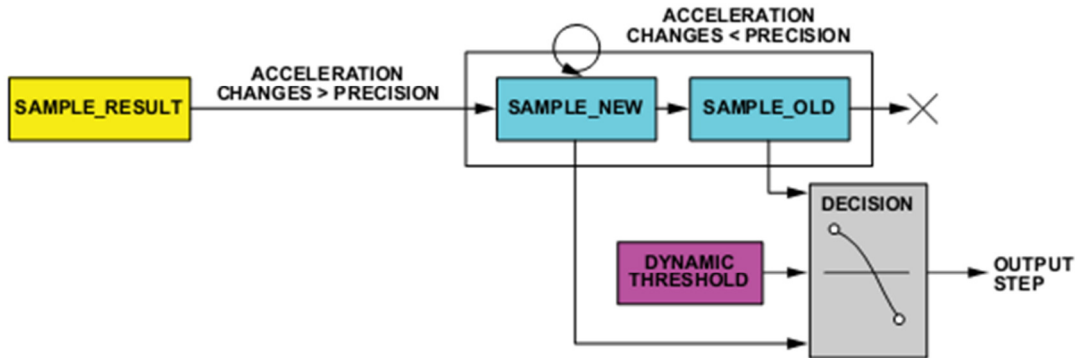 ACCELERATION
CHANGES < PRECISION
ACCELERATION
CHANGES > PRECISION
SAMPLE_RESULT
SAMPLE_NEW
SAMPLE_OLD
DECISION
DYNAMIC
THRESHOLD
OUTPUT
STEP